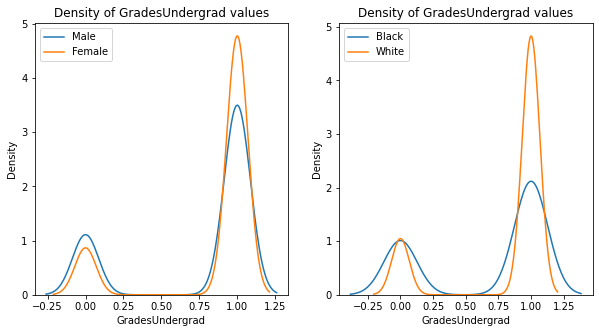 Density of GradesUndergrad values
Male
Female
Density
5
4
3
2
1
0
−0.25 0.00 0.25 0.50 0.75 1.00 1.25
GradesUndergrad
Density of GradesUndergrad values
Black
White
Density
5
4
3
2
1
0
−0.25 0.00 0.25 0.50 0.75 1.00 1.25
GradesUndergrad